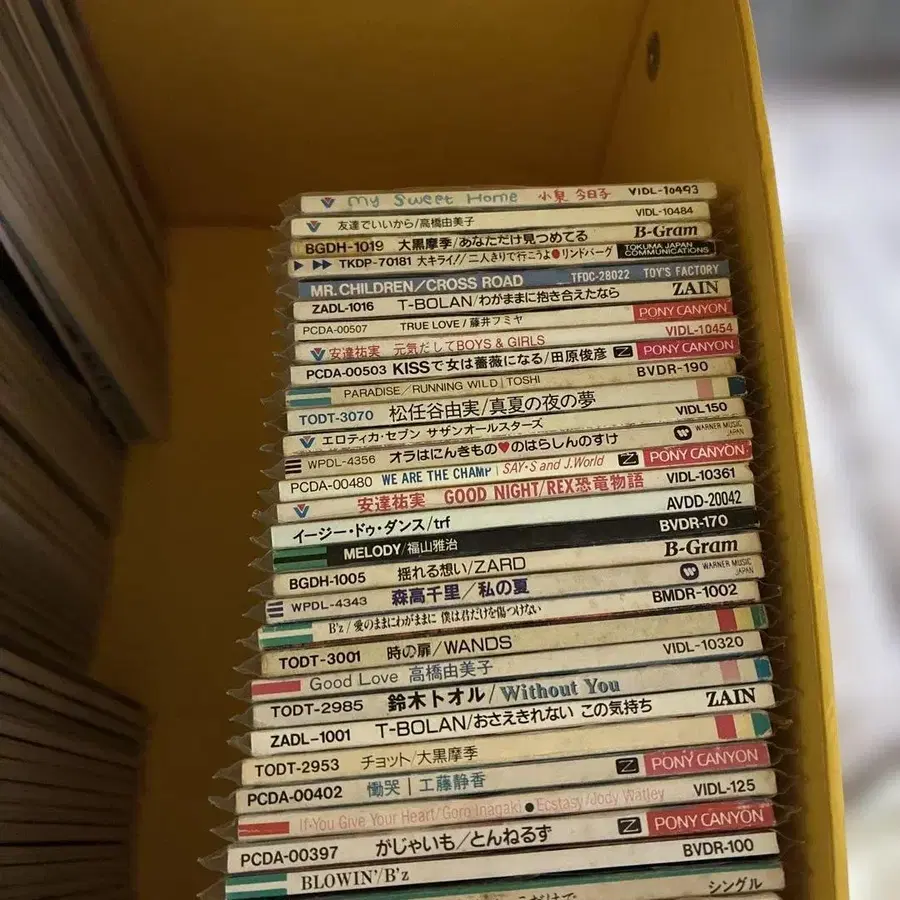 My Sweet Home 小泉 今日子 VIDL-10493
友達でいいから/高橋由美子 VIDL-10484
BGDH-1019 大黒摩季/あなただけ見つめてる B-Gram
TKDP-70181 大キライ!/二人きりで行こうよ●リンドバーグ TOKUMA JAPAN COMMUNICATIONS
MR.CHILDREN/CROSS ROAD TFDC-28022 TOY'S FACTORY
ZADL-1016 T-BOLAN/わがままに抱き合えたなら ZAIN
PCDA-00507 TRUE LOVE/藤井フミヤ PONY CANYON
安達祐実 元気だしてBOYS & GIRLS VIDL-10454
PCDA-00503 KISSで女は薔薇になる/田原俊彦 PONY CANYON
PARADISE/RUNNING WILD|TOSHI BVDR-190
TODT-3070 松任谷由実/真夏の夜の夢
エロティカ・セブン サザンオールスターズ VIDL150
WPDL-4356 オラはにんきもの♥のはらしんのすけ WARNER MUSIC JAPAN
PCDA-00480 WE ARE THE CHAMP|SAY・S and J.World PONY CANYON
安達祐実 GOOD NIGHT/REX恐竜物語 VIDL-10361
イージー・ドゥ・ダンス/trf AVDD-20042
MELODY/福山雅治 BVDR-170
BGDH-1005 揺れる想い/ZARD B-Gram
WPDL-4343 森高千里/私の夏 WARNER MUSIC JAPAN
B'z/愛のままにわがままに 僕は君だけを傷つけない BMDR-1002
TODT-3001 時の扉/WANDS
Good Love 高橋由美子 VIDL-10320
TODT-2985 鈴木トオル/Without You
ZADL-1001 T-BOLAN/おさえきれない この気持ち ZAIN
TODT-2953 チョット/大黒摩季
PCDA-00402 慟哭|工藤静香 PONY CANYON
If You Give Your Heart/Goro Inagaki●Ecstasy/Jody Watley VIDL-125
PCDA-00397 がじゃいも/とんねるず PONY CANYON
BLOWIN'/B'z BVDR-100
シングル